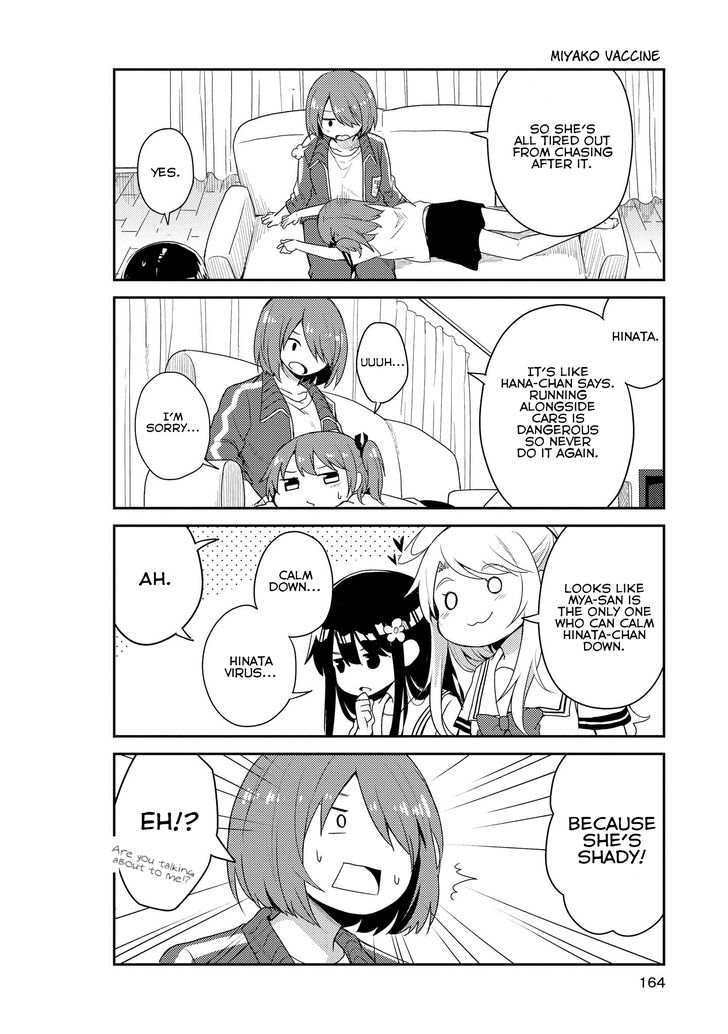 MIYAKO VACCINE
SO SHE'S
ALL TIRED OUT
FROM CHASING
AFTER IT.
YES.
HINATA.
IT'S LIKE
HANA-CHAN SAYS.
RUNNING
ALONGSIDE
CARS IS
DANGEROUS
SO NEVER
DO IT AGAIN.
UUUH...
I'M
SORRY...
LOOKS LIKE
MYA-SAN IS
THE ONLY ONE
WHO CAN CALM
HINATA-CHAN
DOWN.
CALM
DOWN...
HINATA
VIRUS...
AH.
BECAUSE
SHE'S
SHADY!
EH!?
Are you talking
about to me!?
164